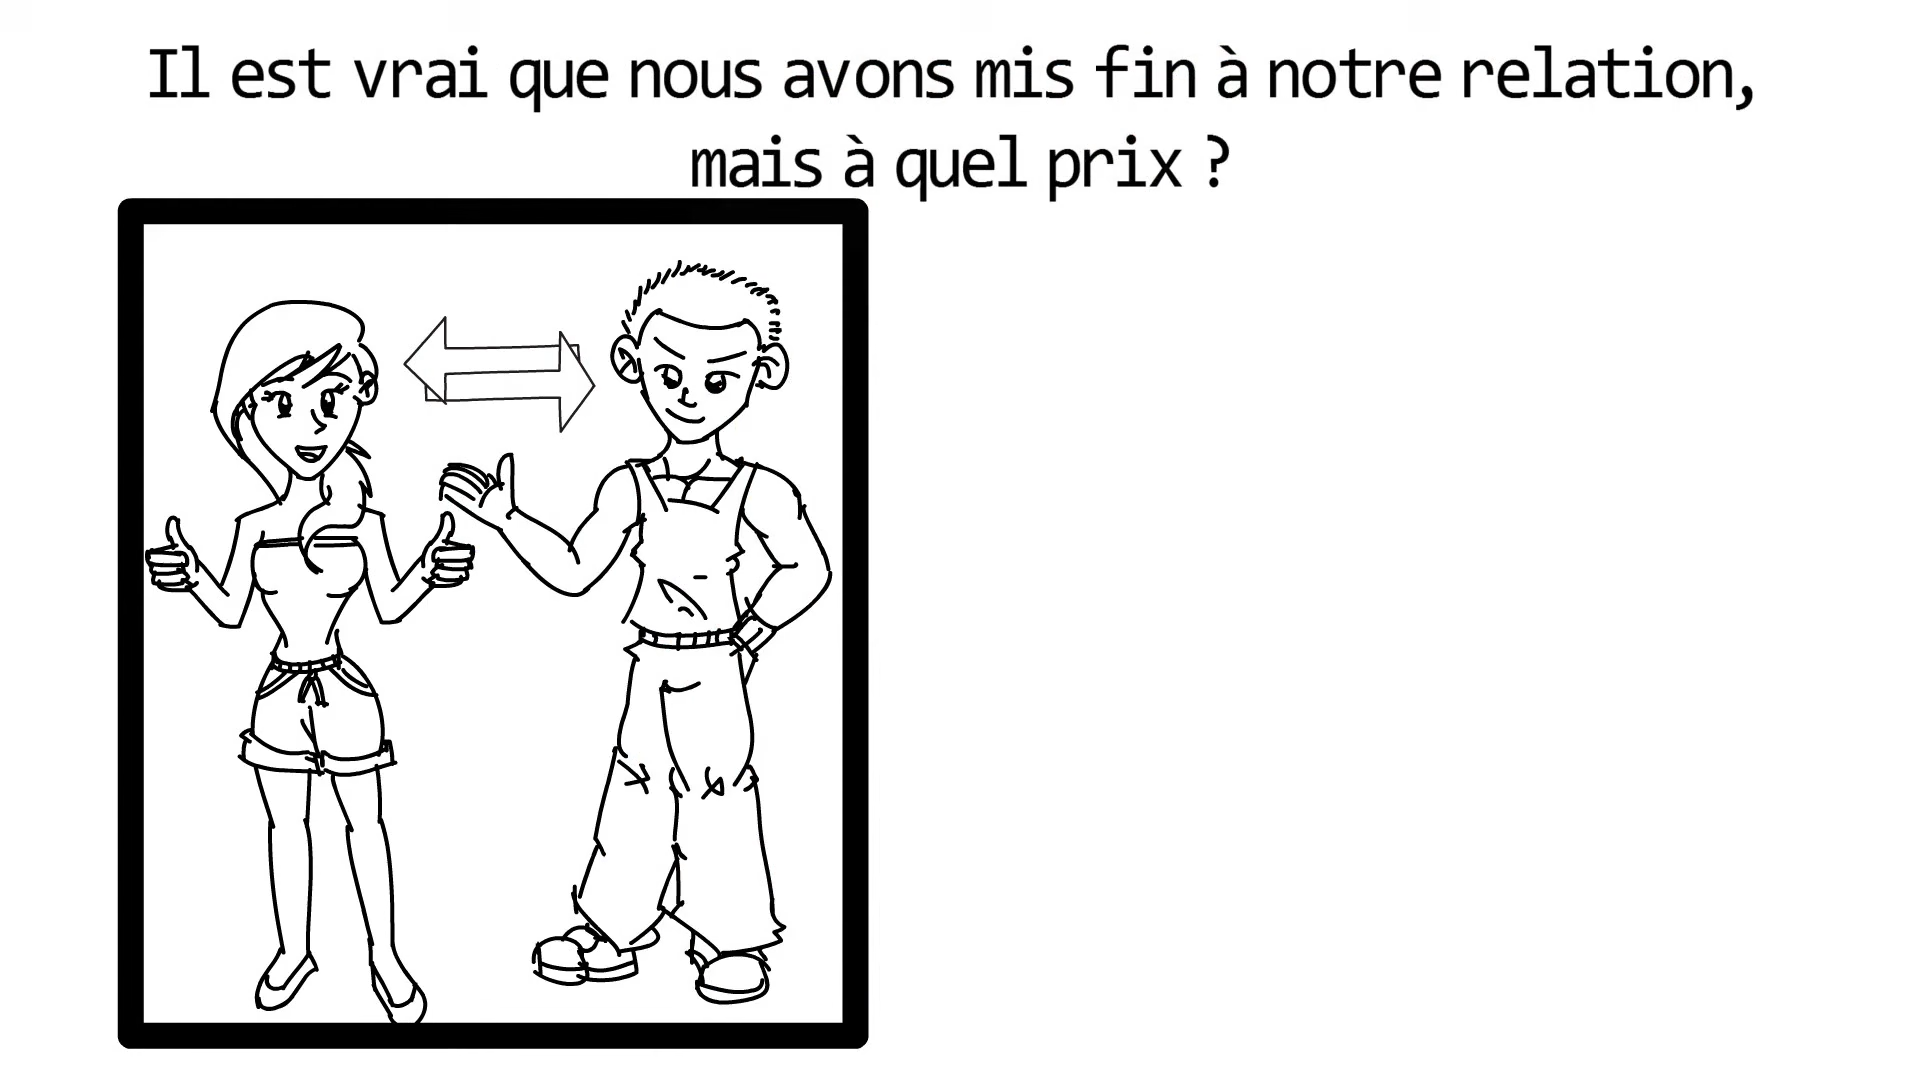 Il est vrai que nous avons mis fin à notre relation,
mais à quel prix ?